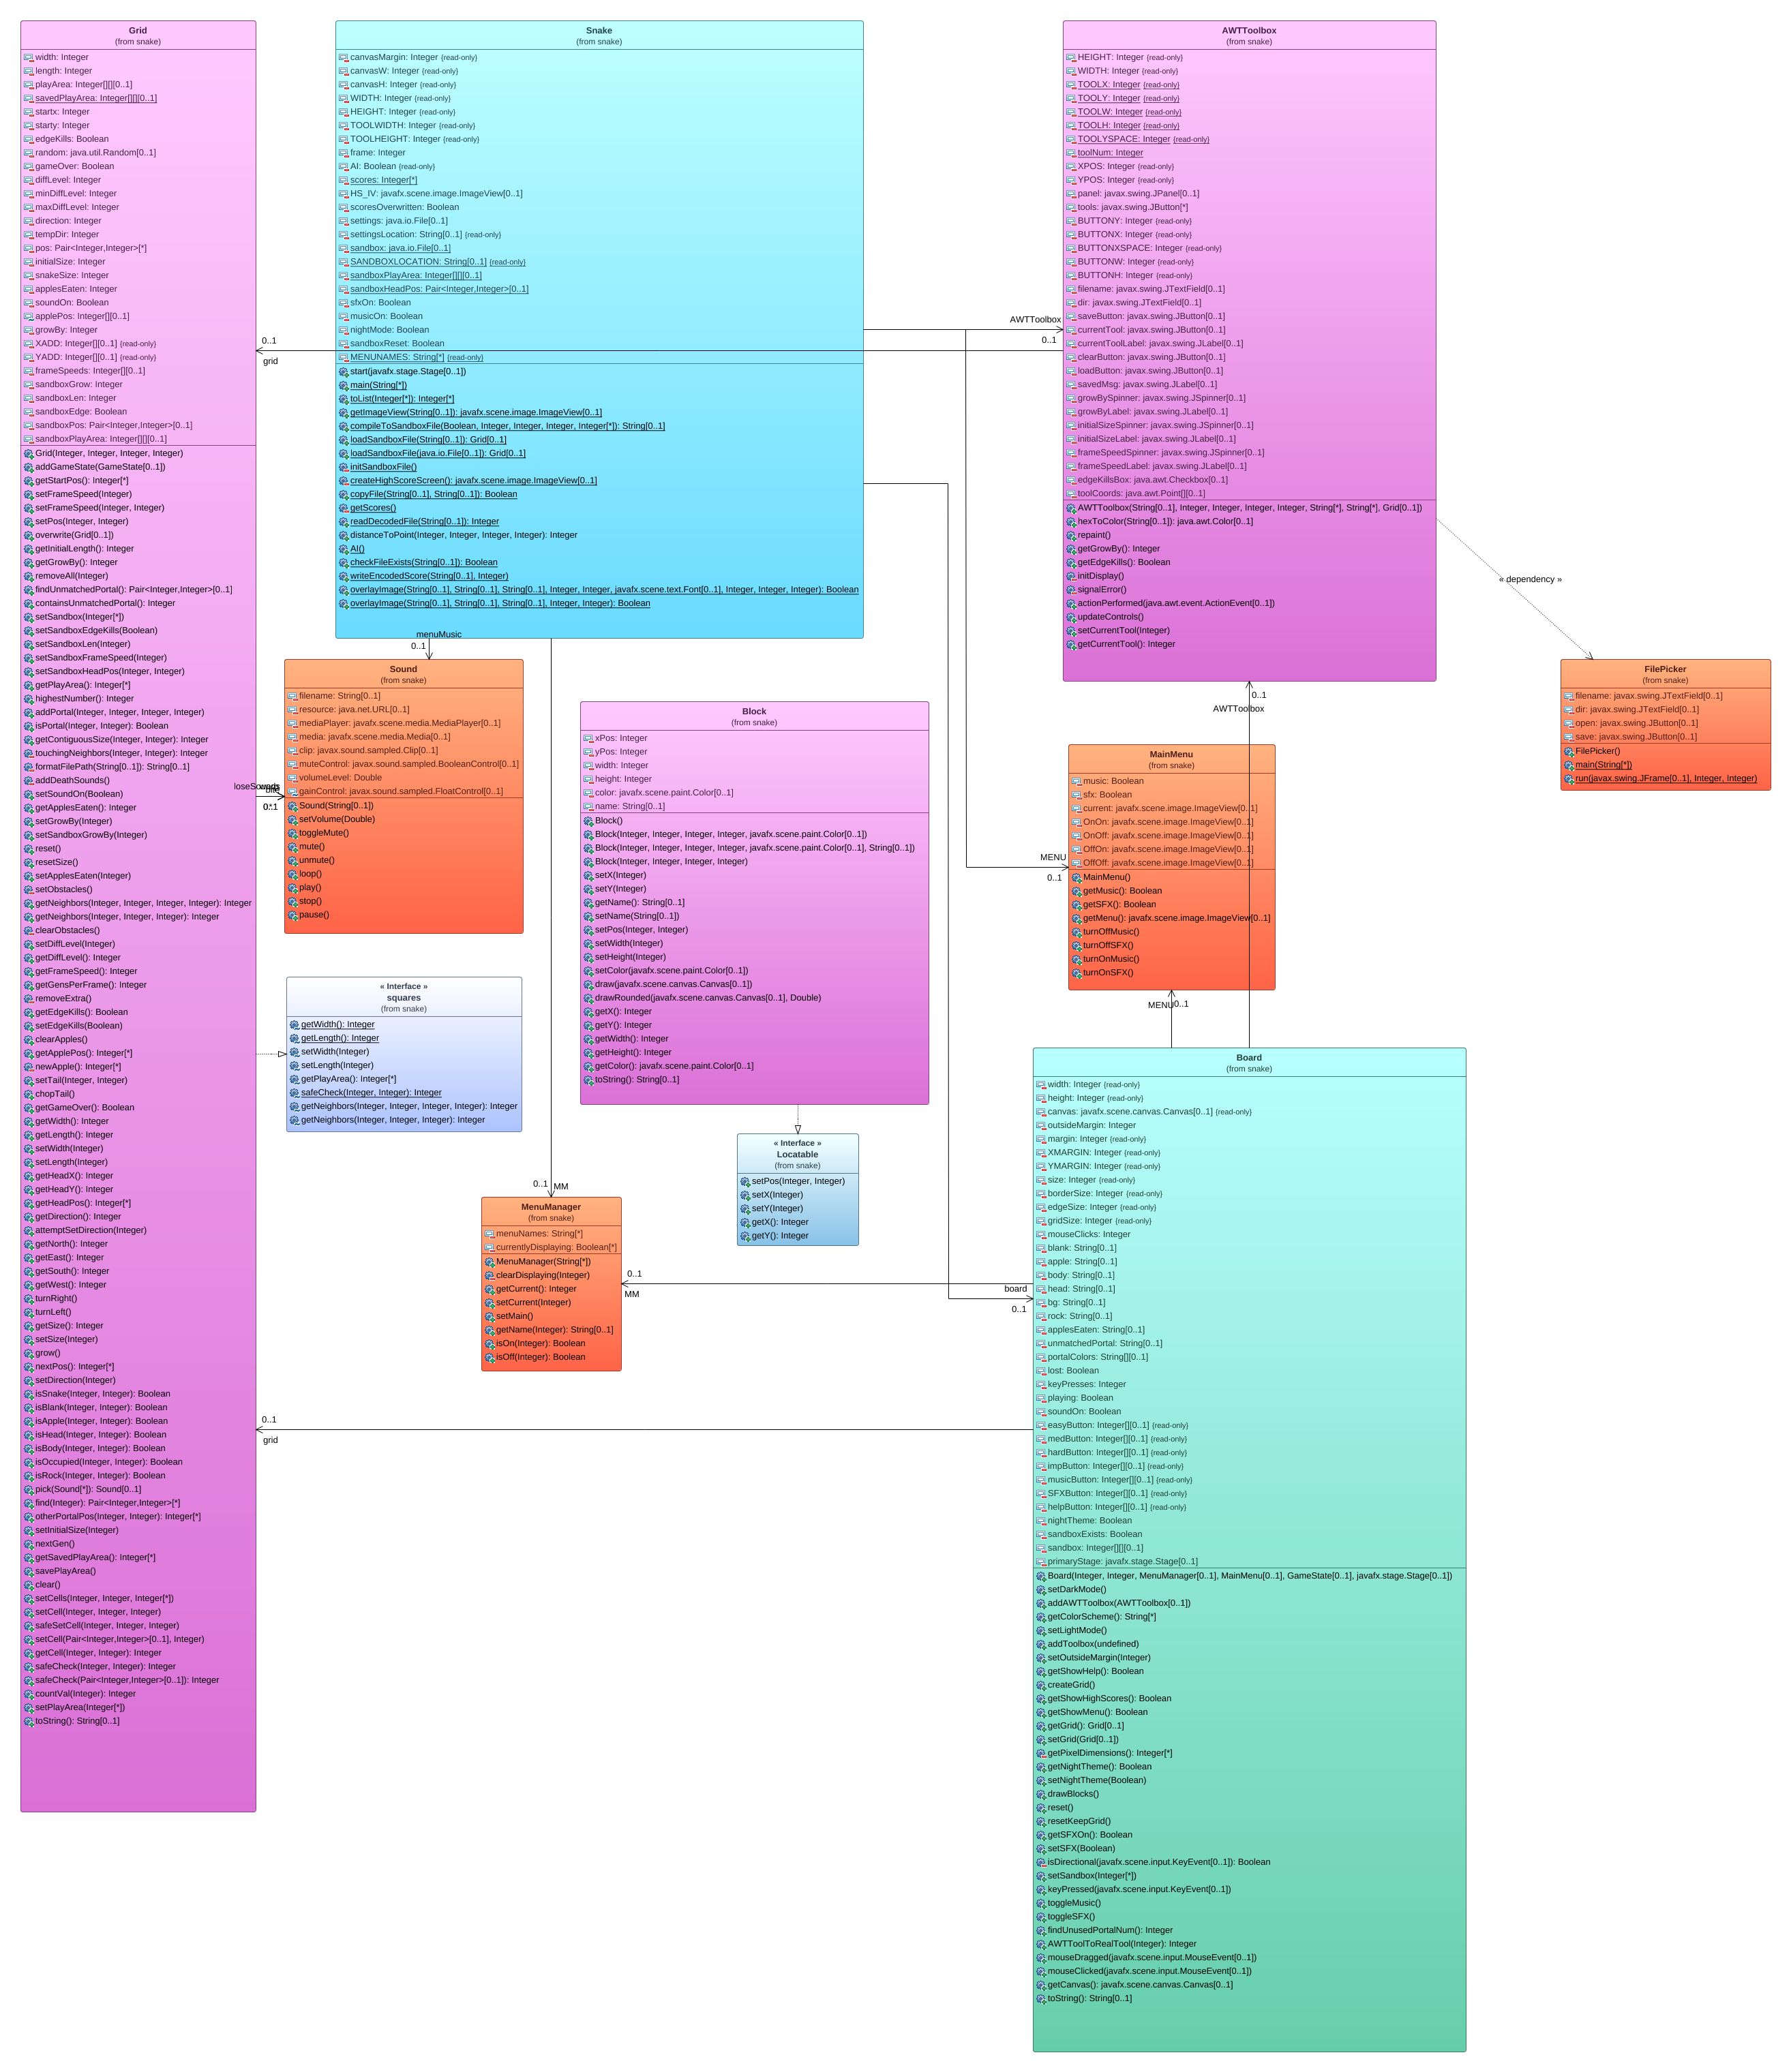 Grid
(from snake)
width: Integer
length: Integer
playArea: Integer[][][0..1]
savedPlayArea: Integer[][][0..1]
startx: Integer
starty: Integer
edgeKills: Boolean
random: java.util.Random[0..1]
gameOver: Boolean
diffLevel: Integer
minDiffLevel: Integer
maxDiffLevel: Integer
direction: Integer
tempDir: Integer
pos: Pair<Integer,Integer>[*]
initialSize: Integer
snakeSize: Integer
applesEaten: Integer
soundOn: Boolean
applePos: Integer[][0..1]
growBy: Integer
XADD: Integer[][0..1] {read-only}
YADD: Integer[][0..1] {read-only}
frameSpeeds: Integer[][0..1]
sandboxGrow: Integer
sandboxLen: Integer
sandboxEdge: Boolean
sandboxPos: Pair<Integer,Integer>[0..1]
sandboxPlayArea: Integer[][][0..1]
Grid(Integer, Integer, Integer, Integer)
addGameState(GameState[0..1])
getStartPos(): Integer[*]
setFrameSpeed(Integer)
setFrameSpeed(Integer, Integer)
setPos(Integer, Integer)
overwrite(Grid[0..1])
getInitialLength(): Integer
getGrowBy(): Integer
removeAll(Integer)
findUnmatchedPortal(): Pair<Integer,Integer>[0..1]
containsUnmatchedPortal(): Integer
setSandbox(Integer[*])
setSandboxEdgeKills(Boolean)
setSandboxLen(Integer)
setSandboxFrameSpeed(Integer)
setSandboxHeadPos(Integer, Integer)
getPlayArea(): Integer[*]
highestNumber(): Integer
addPortal(Integer, Integer, Integer, Integer)
isPortal(Integer, Integer): Boolean
getContiguousSize(Integer, Integer): Integer
touchingNeighbors(Integer, Integer): Integer
formatFilePath(String[0..1]): String[0..1]
addDeathSounds()
setSoundOn(Boolean)
getApplesEaten(): Integer
setGrowBy(Integer)
setSandboxGrowBy(Integer)
reset()
resetSize()
setApplesEaten(Integer)
setObstacles()
getNeighbors(Integer, Integer, Integer, Integer): Integer
getNeighbors(Integer, Integer, Integer): Integer
clearObstacles()
setDiffLevel(Integer)
getDiffLevel(): Integer
getFrameSpeed(): Integer
getGensPerFrame(): Integer
removeExtra()
getEdgeKills(): Boolean
setEdgeKills(Boolean)
clearApples()
getApplePos(): Integer[*]
newApple(): Integer[*]
setTail(Integer, Integer)
chopTail()
getGameOver(): Boolean
getWidth(): Integer
getLength(): Integer
setWidth(Integer)
setLength(Integer)
getHeadX(): Integer
getHeadY(): Integer
getHeadPos(): Integer[*]
getDirection(): Integer
attemptSetDirection(Integer)
getNorth(): Integer
getEast(): Integer
getSouth(): Integer
getWest(): Integer
turnRight()
turnLeft()
getSize(): Integer
setSize(Integer)
grow()
nextPos(): Integer[*]
setDirection(Integer)
isSnake(Integer, Integer): Boolean
isBlank(Integer, Integer): Boolean
isApple(Integer, Integer): Boolean
isHead(Integer, Integer): Boolean
isBody(Integer, Integer): Boolean
isOccupied(Integer, Integer): Boolean
isRock(Integer, Integer): Boolean
pick(Sound[*]): Sound[0..1]
find(Integer): Pair<Integer,Integer>[*]
otherPortalPos(Integer, Integer): Integer[*]
setInitialSize(Integer)
nextGen()
getSavedPlayArea(): Integer[*]
savePlayArea()
clear()
setCells(Integer, Integer, Integer[*])
setCell(Integer, Integer, Integer)
safeSetCell(Integer, Integer, Integer)
setCell(Pair<Integer,Integer>[0..1], Integer)
getCell(Integer, Integer): Integer
safeCheck(Integer, Integer): Integer
safeCheck(Pair<Integer,Integer>[0..1]): Integer
countVal(Integer): Integer
setPlayArea(Integer[*])
toString(): String[0..1]
Snake
(from snake)
canvasMargin: Integer {read-only}
canvasW: Integer {read-only}
canvasH: Integer {read-only}
WIDTH: Integer {read-only}
HEIGHT: Integer {read-only}
TOOLWIDTH: Integer {read-only}
TOOLHEIGHT: Integer {read-only}
frame: Integer
AI: Boolean {read-only}
scores: Integer[*]
HS_IV: javafx.scene.image.ImageView[0..1]
scoresOverwritten: Boolean
settings: java.io.File[0..1]
settingsLocation: String[0..1] {read-only}
sandbox: java.io.File[0..1]
SANDBOXLOCATION: String[0..1] {read-only}
sandboxPlayArea: Integer[][][0..1]
sandboxHeadPos: Pair<Integer,Integer>[0..1]
sfxOn: Boolean
musicOn: Boolean
nightMode: Boolean
sandboxReset: Boolean
MENUNAMES: String[*] {read-only}
start(javafx.stage.Stage[0..1])
main(String[*])
toList(Integer[*]): Integer[*]
getImageView(String[0..1]): javafx.scene.image.ImageView[0..1]
compileToSandboxFile(Boolean, Integer, Integer, Integer, Integer[*]): String[0..1]
loadSandboxFile(String[0..1]): Grid[0..1]
loadSandboxFile(java.io.File[0..1]): Grid[0..1]
initSandboxFile()
createHighScoreScreen(): javafx.scene.image.ImageView[0..1]
copyFile(String[0..1], String[0..1]): Boolean
getScores()
readDecodedFile(String[0..1]): Integer
distanceToPoint(Integer, Integer, Integer, Integer): Integer
AI()
checkFileExists(String[0..1]): Boolean
writeEncodedScore(String[0..1], Integer)
overlayImage(String[0..1], String[0..1], String[0..1], Integer, Integer, javafx.scene.text.Font[0..1], Integer, Integer, Integer): Boolean
overlayImage(String[0..1], String[0..1], String[0..1], Integer, Integer): Boolean
AWTToolbox
(from snake)
HEIGHT: Integer {read-only}
WIDTH: Integer {read-only}
TOOLX: Integer {read-only}
TOOLY: Integer {read-only}
TOOLW: Integer {read-only}
TOOLH: Integer {read-only}
TOOLYSPACE: Integer {read-only}
toolNum: Integer
XPOS: Integer {read-only}
YPOS: Integer {read-only}
panel: javax.swing.JPanel[0..1]
tools: javax.swing.JButton[*]
BUTTONY: Integer {read-only}
BUTTONX: Integer {read-only}
BUTTONXSPACE: Integer {read-only}
BUTTONW: Integer {read-only}
BUTTONH: Integer {read-only}
filename: javax.swing.JTextField[0..1]
dir: javax.swing.JTextField[0..1]
saveButton: javax.swing.JButton[0..1]
currentTool: javax.swing.JButton[0..1]
currentToolLabel: javax.swing.JLabel[0..1]
clearButton: javax.swing.JButton[0..1]
loadButton: javax.swing.JButton[0..1]
savedMsg: javax.swing.JLabel[0..1]
growBySpinner: javax.swing.JSpinner[0..1]
growByLabel: javax.swing.JLabel[0..1]
initialSizeSpinner: javax.swing.JSpinner[0..1]
initialSizeLabel: javax.swing.JLabel[0..1]
frameSpeedSpinner: javax.swing.JSpinner[0..1]
frameSpeedLabel: javax.swing.JLabel[0..1]
edgeKillsBox: java.awt.Checkbox[0..1]
toolCoords: java.awt.Point[][0..1]
AWTToolbox(String[0..1], Integer, Integer, Integer, Integer, String[*], String[*], Grid[0..1])
hexToColor(String[0..1]): java.awt.Color[0..1]
repaint()
getGrowBy(): Integer
getEdgeKills(): Boolean
initDisplay()
signalError()
actionPerformed(java.awt.event.ActionEvent[0..1])
updateControls()
setCurrentTool(Integer)
getCurrentTool(): Integer
AWTToolbox
0..1
0..1
grid
« dependency »
FilePicker
(from snake)
filename: javax.swing.JTextField[0..1]
dir: javax.swing.JTextField[0..1]
open: javax.swing.JButton[0..1]
save: javax.swing.JButton[0..1]
FilePicker()
main(String[*])
run(javax.swing.JFrame[0..1], Integer, Integer)
menuMusic
0..1
Sound
(from snake)
filename: String[0..1]
resource: java.net.URL[0..1]
mediaPlayer: javafx.scene.media.MediaPlayer[0..1]
media: javafx.scene.media.Media[0..1]
clip: javax.sound.sampled.Clip[0..1]
muteControl: javax.sound.sampled.BooleanControl[0..1]
volumeLevel: Double
gainControl: javax.sound.sampled.FloatControl[0..1]
Sound(String[0..1])
setVolume(Double)
toggleMute()
mute()
unmute()
loop()
play()
stop()
pause()
loseSounds
0..1
Block
(from snake)
xPos: Integer
yPos: Integer
width: Integer
height: Integer
color: javafx.scene.paint.Color[0..1]
name: String[0..1]
Block()
Block(Integer, Integer, Integer, Integer, javafx.scene.paint.Color[0..1])
Block(Integer, Integer, Integer, Integer, javafx.scene.paint.Color[0..1], String[0..1])
Block(Integer, Integer, Integer, Integer)
setX(Integer)
setY(Integer)
getName(): String[0..1]
setName(String[0..1])
setPos(Integer, Integer)
setWidth(Integer)
setHeight(Integer)
setColor(javafx.scene.paint.Color[0..1])
draw(javafx.scene.canvas.Canvas[0..1])
drawRounded(javafx.scene.canvas.Canvas[0..1], Double)
getX(): Integer
getY(): Integer
getWidth(): Integer
getHeight(): Integer
getColor(): javafx.scene.paint.Color[0..1]
toString(): String[0..1]
0..1
AWTToolbox
MainMenu
(from snake)
music: Boolean
sfx: Boolean
current: javafx.scene.image.ImageView[0..1]
OnOn: javafx.scene.image.ImageView[0..1]
OnOff: javafx.scene.image.ImageView[0..1]
OffOn: javafx.scene.image.ImageView[0..1]
OffOff: javafx.scene.image.ImageView[0..1]
MainMenu()
getMusic(): Boolean
getSFX(): Boolean
getMenu(): javafx.scene.image.ImageView[0..1]
turnOffMusic()
turnOffSFX()
turnOnMusic()
turnOnSFX()
MENU
0..1
MENU
0..1
« Interface »
squares
(from snake)
getWidth(): Integer
getLength(): Integer
setWidth(Integer)
setLength(Integer)
getPlayArea(): Integer[*]
safeCheck(Integer, Integer): Integer
getNeighbors(Integer, Integer, Integer, Integer): Integer
getNeighbors(Integer, Integer, Integer): Integer
« Interface »
Locatable
(from snake)
setPos(Integer, Integer)
setX(Integer)
setY(Integer)
getX(): Integer
getY(): Integer
0..1
MM
MenuManager
(from snake)
menuNames: String[*]
currentlyDisplaying: Boolean[*]
MenuManager(String[*])
clearDisplaying(Integer)
getCurrent(): Integer
setCurrent(Integer)
setMain()
getName(Integer): String[0..1]
isOn(Integer): Boolean
isOff(Integer): Boolean
0..1
MM
board
0..1
0..1
grid
Board
(from snake)
width: Integer {read-only}
height: Integer {read-only}
canvas: javafx.scene.canvas.Canvas[0..1] {read-only}
outsideMargin: Integer
margin: Integer {read-only}
XMARGIN: Integer {read-only}
YMARGIN: Integer {read-only}
size: Integer {read-only}
borderSize: Integer {read-only}
edgeSize: Integer {read-only}
gridSize: Integer {read-only}
mouseClicks: Integer
blank: String[0..1]
apple: String[0..1]
body: String[0..1]
head: String[0..1]
bg: String[0..1]
rock: String[0..1]
applesEaten: String[0..1]
unmatchedPortal: String[0..1]
portalColors: String[][0..1]
lost: Boolean
keyPresses: Integer
playing: Boolean
soundOn: Boolean
easyButton: Integer[][0..1] {read-only}
medButton: Integer[][0..1] {read-only}
hardButton: Integer[][0..1] {read-only}
impButton: Integer[][0..1] {read-only}
musicButton: Integer[][0..1] {read-only}
SFXButton: Integer[][0..1] {read-only}
helpButton: Integer[][0..1] {read-only}
nightTheme: Boolean
sandboxExists: Boolean
sandbox: Integer[][][0..1]
primaryStage: javafx.stage.Stage[0..1]
Board(Integer, Integer, MenuManager[0..1], MainMenu[0..1], GameState[0..1], javafx.stage.Stage[0..1])
setDarkMode()
addAWTToolbox(AWTToolbox[0..1])
getColorScheme(): String[*]
setLightMode()
addToolbox(undefined)
setOutsideMargin(Integer)
getShowHelp(): Boolean
createGrid()
getShowHighScores(): Boolean
getShowMenu(): Boolean
getGrid(): Grid[0..1]
setGrid(Grid[0..1])
getPixelDimensions(): Integer[*]
getNightTheme(): Boolean
setNightTheme(Boolean)
drawBlocks()
reset()
resetKeepGrid()
getSFXOn(): Boolean
setSFX(Boolean)
isDirectional(javafx.scene.input.KeyEvent[0..1]): Boolean
setSandbox(Integer[*])
keyPressed(javafx.scene.input.KeyEvent[0..1])
toggleMusic()
toggleSFX()
findUnusedPortalNum(): Integer
AWTToolToRealTool(Integer): Integer
mouseDragged(javafx.scene.input.MouseEvent[0..1])
mouseClicked(javafx.scene.input.MouseEvent[0..1])
getCanvas(): javafx.scene.canvas.Canvas[0..1]
toString(): String[0..1]